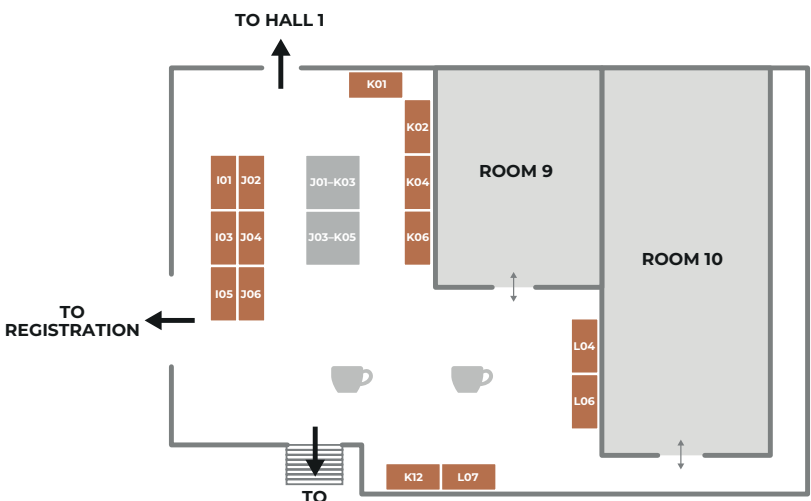 TO HALL 1
K01
K02
I01 J02
J01–K03
K04
ROOM 9
I03 J04
J03–K05
K06
ROOM 10
I05 J06
TO
REGISTRATION
L04
L06
K12
L07
TO